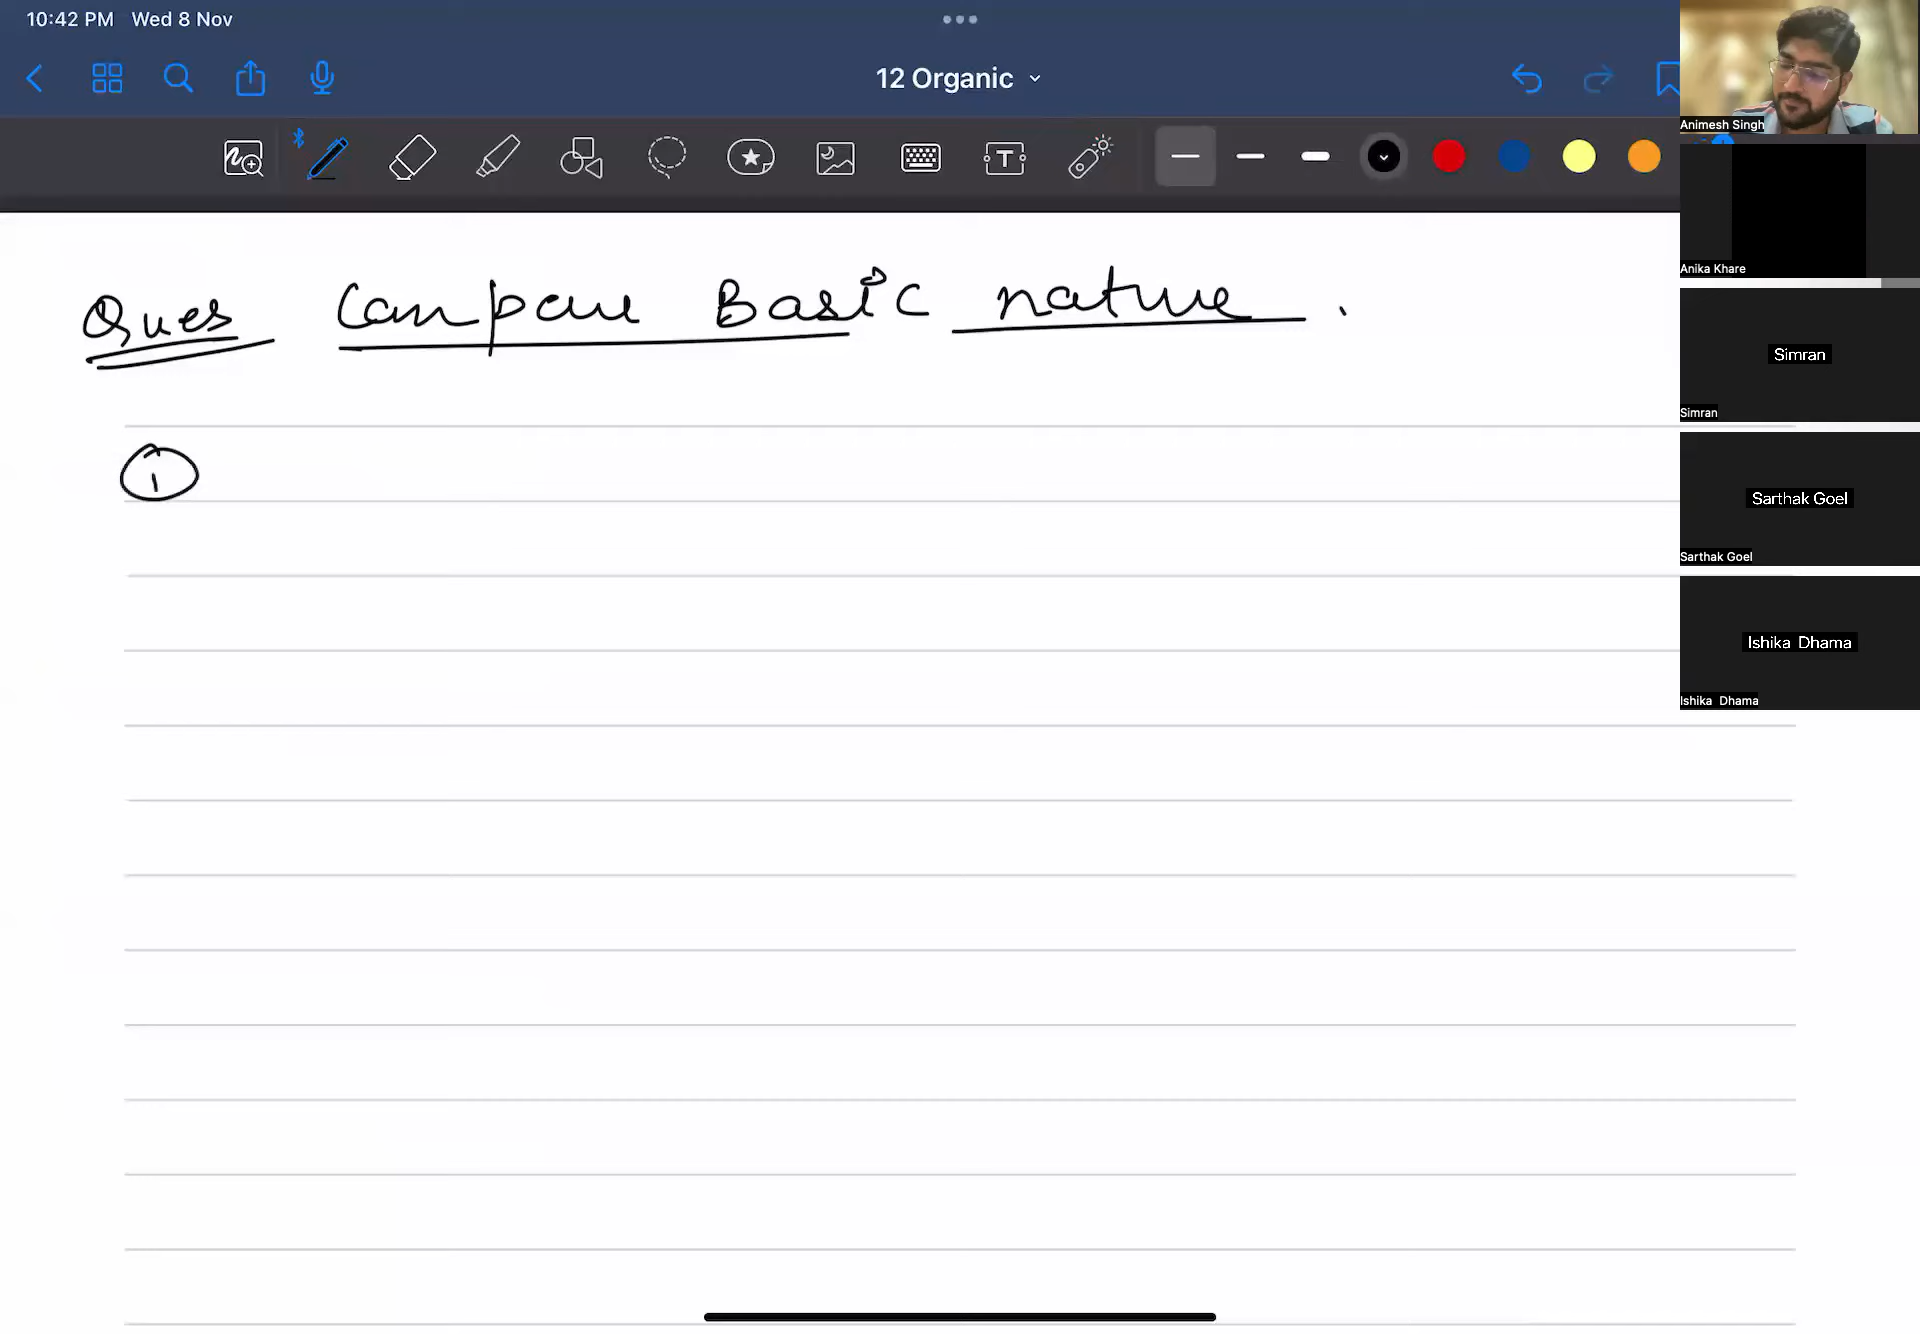 10:42 PM Wed 8 Nov
12 Organic
T
Animesh Singh
Anika Khare
Simran
Simran
Sarthak Goel
Sarthak Goel
Ishika Dhama
Ishika Dhama
Ques Compare Basic nature .
1